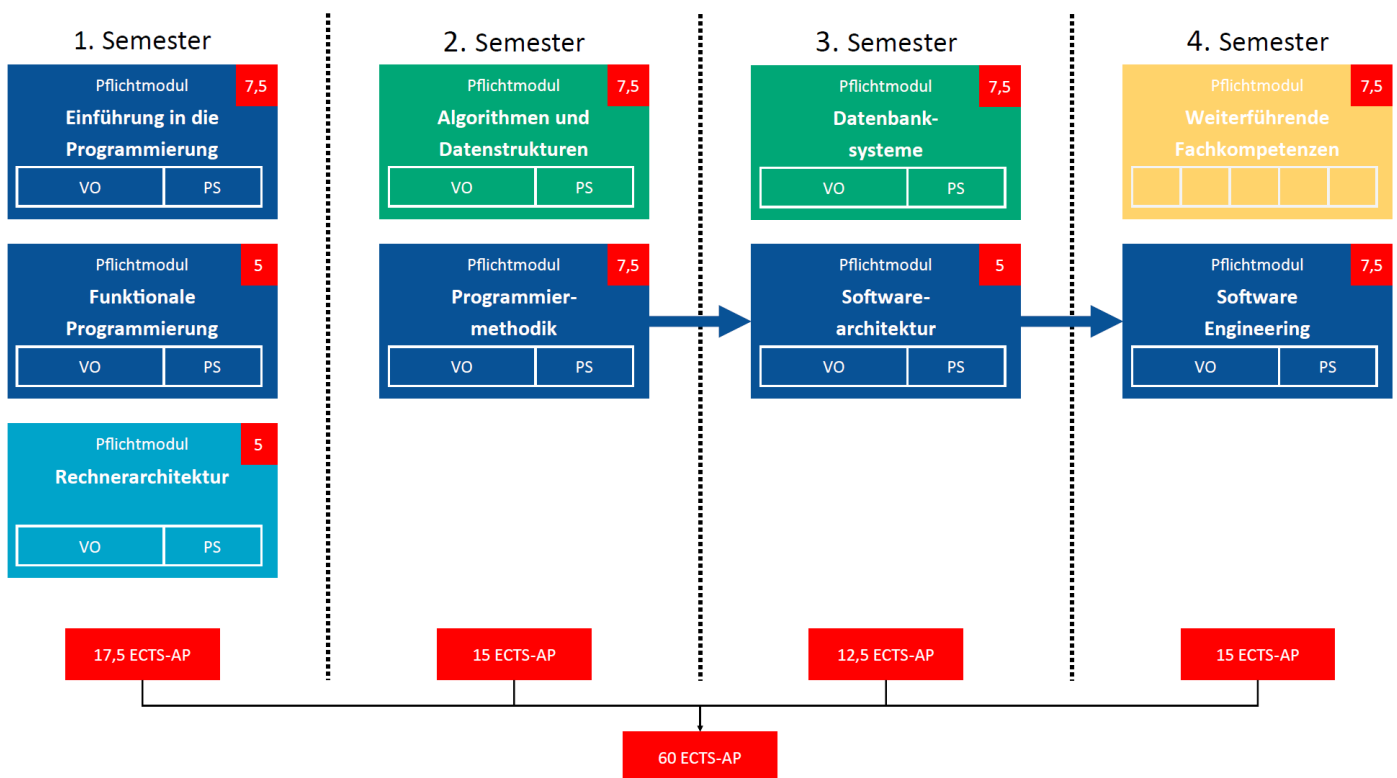 1. Semester
Pflichtmodul
7,5
Einführung in die
Programmierung
VO
PS
Pflichtmodul
5
Funktionale
Programmierung
VO
PS
Pflichtmodul
5
Rechnerarchitektur
VO
PS
17,5 ECTS-AP
2. Semester
Pflichtmodul
7,5
Algorithmen und
Datenstrukturen
VO
PS
Pflichtmodul
7,5
Programmier-
methodik
VO
PS
15 ECTS-AP
3. Semester
Pflichtmodul
7,5
Datenbank-
systeme
VO
PS
Pflichtmodul
5
Software-
architektur
VO
PS
12,5 ECTS-AP
4. Semester
Pflichtmodul
7,5
Weiterführende
Fachkompetenzen
Pflichtmodul
7,5
Software
Engineering
VO
PS
15 ECTS-AP
60 ECTS-AP